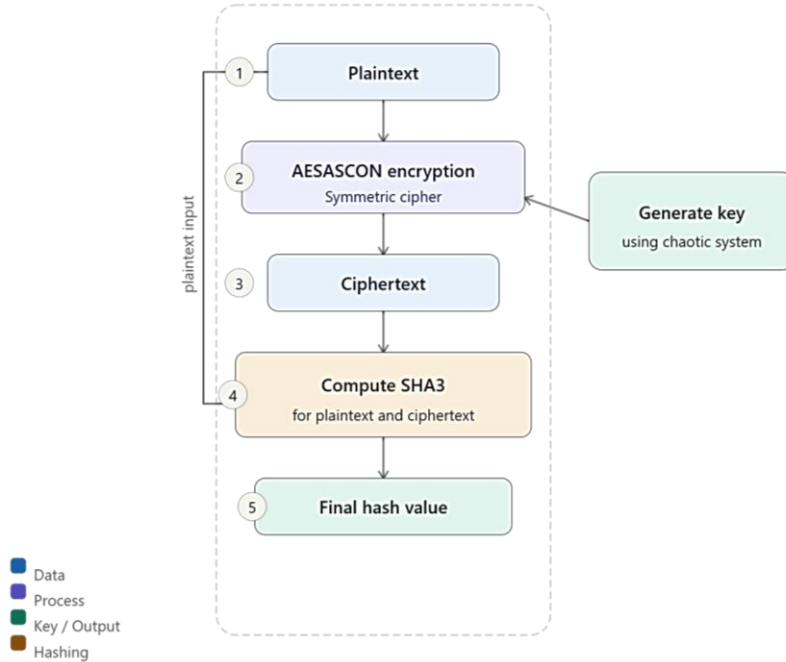 1
Plaintext
2
AESASCON encryption
Symmetric cipher
Generate key
using chaotic system
plaintext input
3
Ciphertext
4
Compute SHA3
for plaintext and ciphertext
5
Final hash value
Data
Process
Key / Output
Hashing